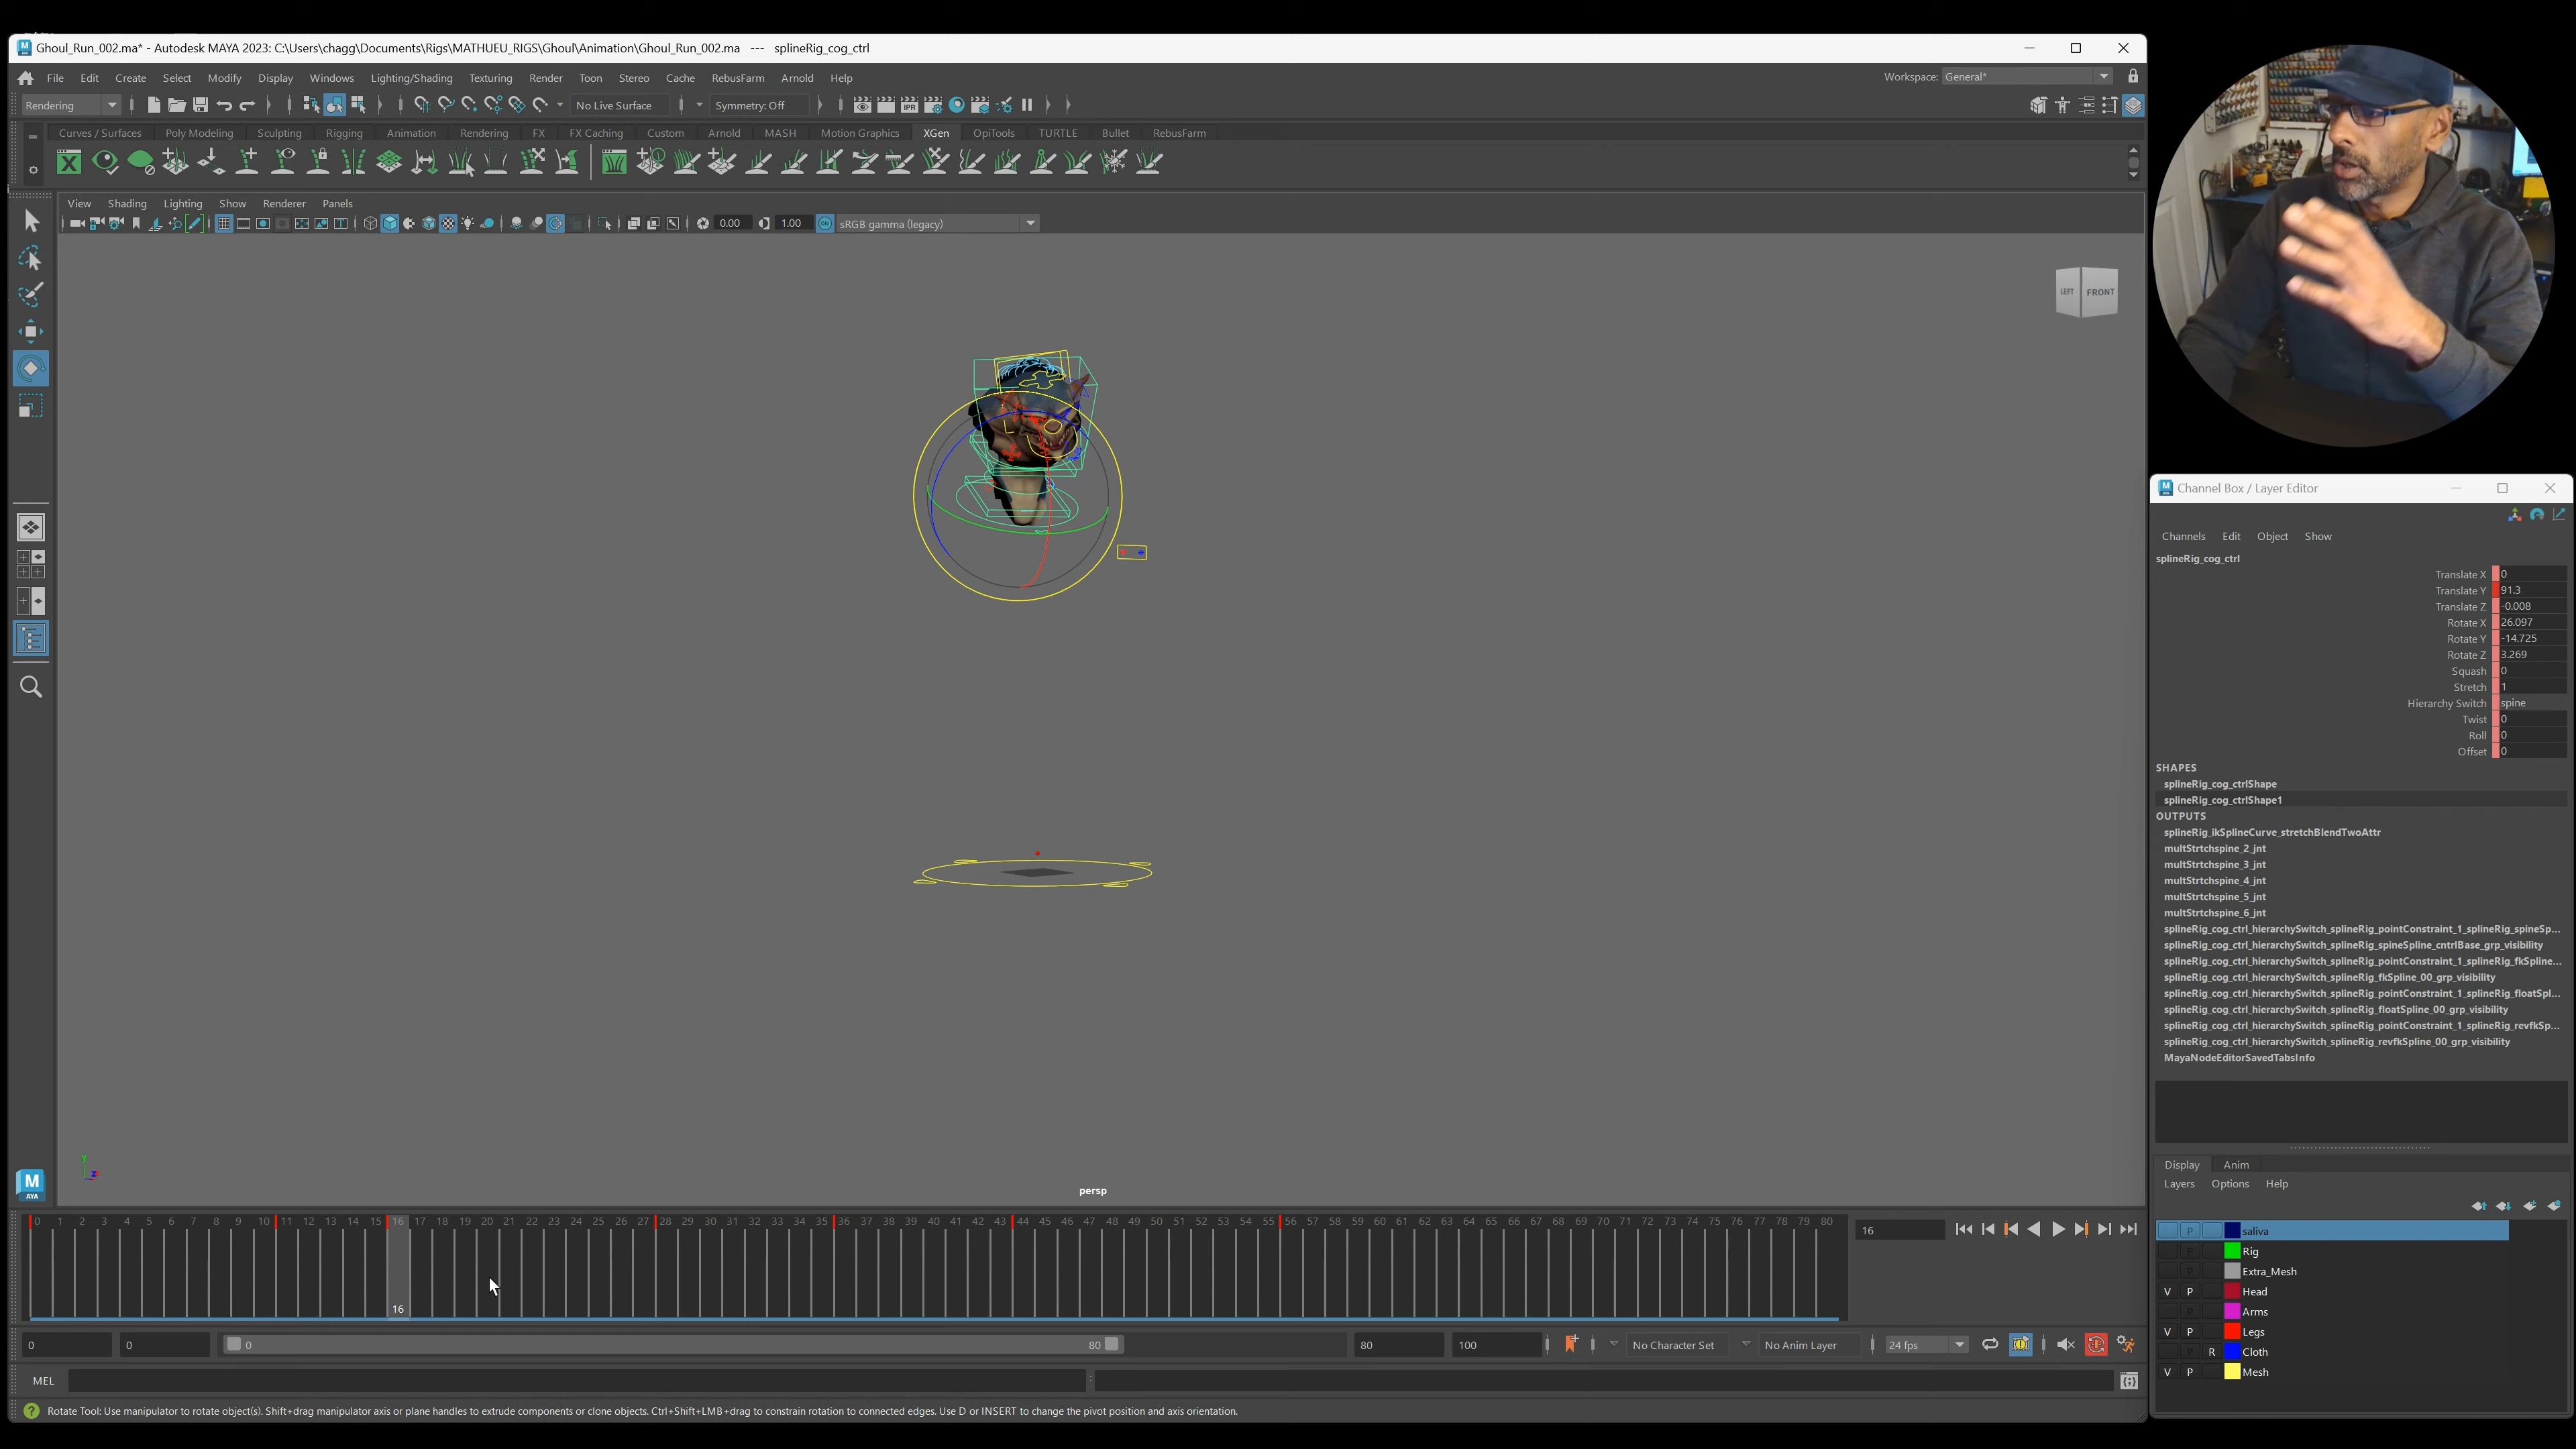 Ghoul_Run_002.ma* - Autodesk MAYA 2023: C:\Users\chagg\Documents\Rigs\MATHUEU_RIGS\Ghoul\Animation\Ghoul_Run_002.ma --- splineRig_cog_ctrl
File Edit Create Select Modify Display Windows Lighting/Shading Texturing Render Toon Stereo Cache RebusFarm Arnold Help
Workspace: General*
Rendering No Live Surface Symmetry: Off
IPR
Curves / Surfaces Poly Modeling Sculpting Rigging Animation Rendering FX FX Caching Custom Arnold MASH Motion Graphics XGen OpiTools TURTLE Bullet RebusFarm
View Shading Lighting Show Renderer Panels
0.00 1.00 ON sRGB gamma (legacy)
LEFT FRONT
persp
M
AYA
0 1 2 3 4 5 6 7 8 9 10 11 12 13 14 15 16 17 18 19 20 21 22 23 24 25 26 27 28 29 30 31 32 33 34 35 36 37 38 39 40 41 42 43 44 45 46 47 48 49 50 51 52 53 54 55 56 57 58 59 60 61 62 63 64 65 66 67 68 69 70 71 72 73 74 75 76 77 78 79 80
16
16
0 0 0 80 80 100 No Character Set No Anim Layer 24 fps
MEL
Rotate Tool: Use manipulator to rotate object(s). Shift+drag manipulator axis or plane handles to extrude components or clone objects. Ctrl+Shift+LMB+drag to constrain rotation to connected edges. Use D or INSERT to change the pivot position and axis orientation.
Channel Box / Layer Editor
Channels Edit Object Show
splineRig_cog_ctrl
Translate X 0
Translate Y 91.3
Translate Z -0.008
Rotate X 26.097
Rotate Y -14.725
Rotate Z 3.269
Squash 0
Stretch 1
Hierarchy Switch spine
Twist 0
Roll 0
Offset 0
SHAPES
splineRig_cog_ctrlShape
splineRig_cog_ctrlShape1
OUTPUTS
splineRig_ikSplineCurve_stretchBlendTwoAttr
multStrtchspine_2_jnt
multStrtchspine_3_jnt
multStrtchspine_4_jnt
multStrtchspine_5_jnt
multStrtchspine_6_jnt
splineRig_cog_ctrl_hierarchySwitch_splineRig_pointConstraint_1_splineRig_spineSp...
splineRig_cog_ctrl_hierarchySwitch_splineRig_spineSpline_cntrlBase_grp_visibility
splineRig_cog_ctrl_hierarchySwitch_splineRig_pointConstraint_1_splineRig_fkSpline...
splineRig_cog_ctrl_hierarchySwitch_splineRig_fkSpline_00_grp_visibility
splineRig_cog_ctrl_hierarchySwitch_splineRig_pointConstraint_1_splineRig_floatSpl...
splineRig_cog_ctrl_hierarchySwitch_splineRig_floatSpline_00_grp_visibility
splineRig_cog_ctrl_hierarchySwitch_splineRig_pointConstraint_1_splineRig_revfkSp...
splineRig_cog_ctrl_hierarchySwitch_splineRig_revfkSpline_00_grp_visibility
MayaNodeEditorSavedTabsInfo
Display Anim
Layers Options Help
P saliva
P Rig
P Extra_Mesh
V P Head
P Arms
V P Legs
P R Cloth
V P Mesh